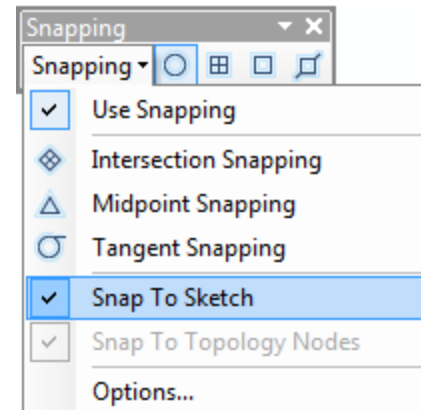 Snapping
Snapping
Use Snapping
Intersection Snapping
Midpoint Snapping
Tangent Snapping
Snap To Sketch
Snap To Topology Nodes
Options...